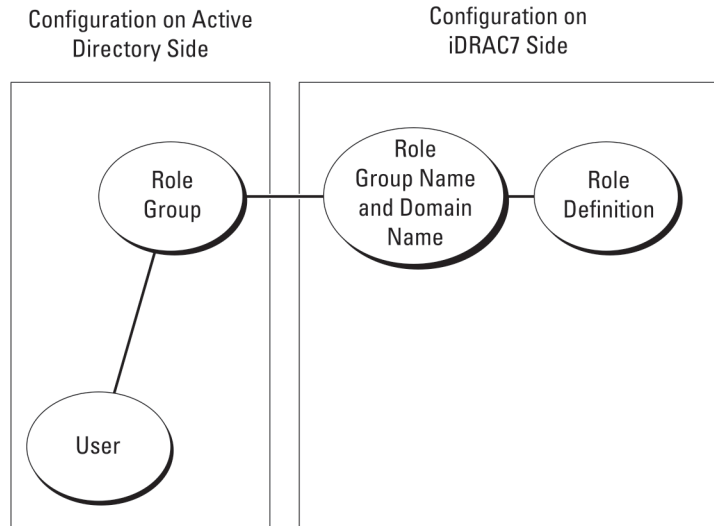 Configuration on Active
Directory Side
Configuration on
iDRAC7 Side
Role
Group
Role
Group Name
and Domain
Name
Role
Definition
User